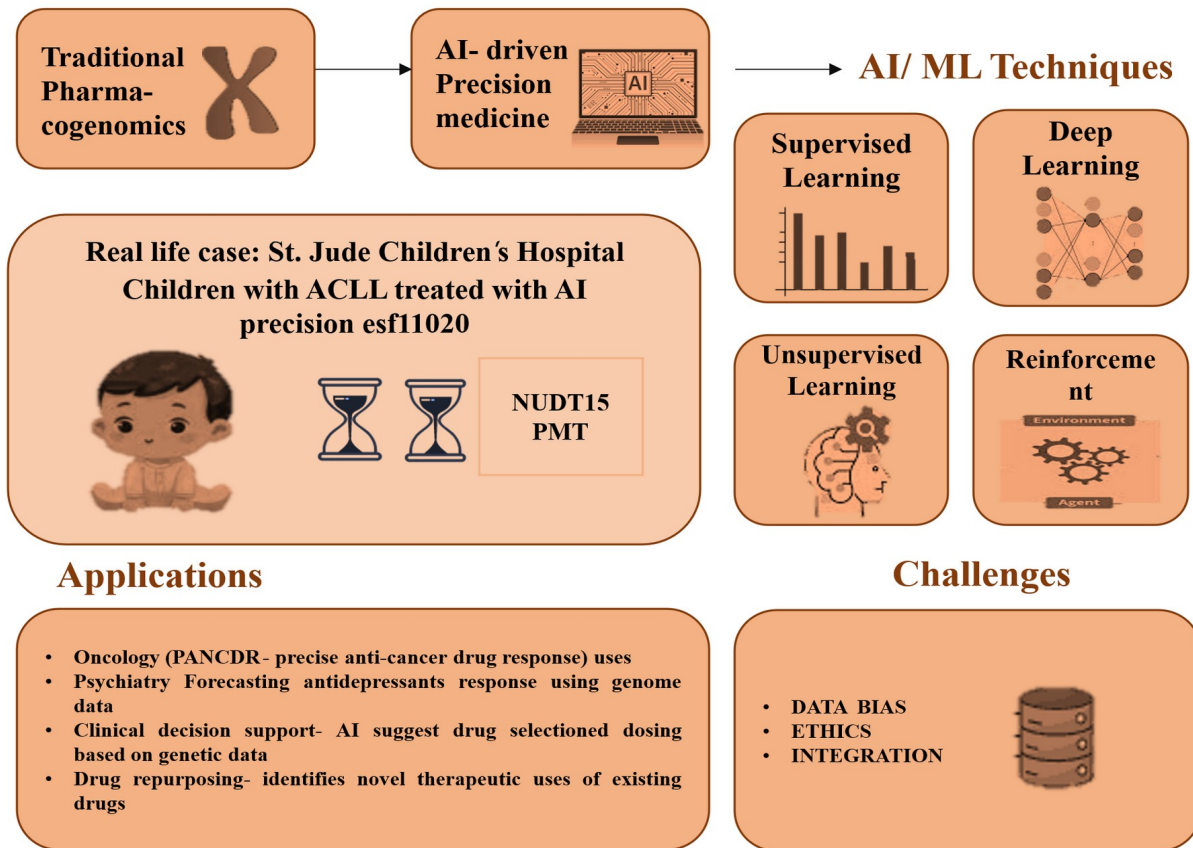 Traditional
Pharma-
cogenomics
AI- driven
Precision
medicine
AI
AI/ ML Techniques
Supervised
Learning
Deep
Learning
Real life case: St. Jude Children´s Hospital
Children with ACLL treated with AI
precision esf11020
NUDT15
PMT
Unsupervised
Learning
Reinforceme
nt
Environment
Agent
Applications
Challenges
• Oncology (PANCDR- precise anti-cancer drug response) uses
• Psychiatry Forecasting antidepressants response using genome
data
• Clinical decision support- AI suggest drug selectioned dosing
based on genetic data
• Drug repurposing- identifies novel therapeutic uses of existing
drugs
• DATA BIAS
• ETHICS
• INTEGRATION